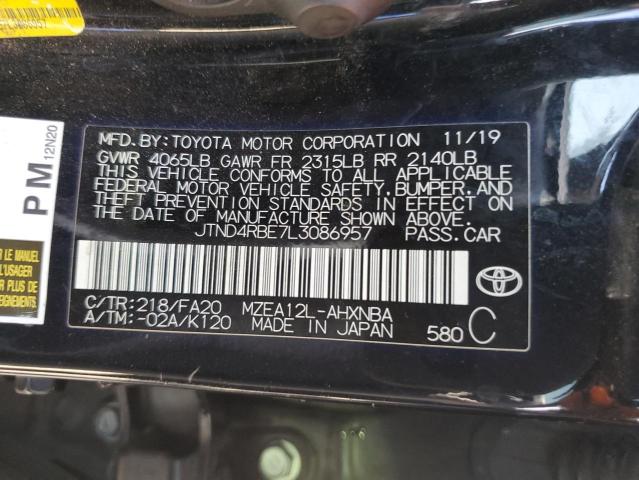 MFD. BY: TOYOTA MOTOR CORPORATION 11/19
GVWR 4065LB GAWR FR 2315LB RR 2140LB
THIS VEHICLE CONFORMS TO ALL APPLICABLE
FEDERAL MOTOR VEHICLE SAFETY, BUMPER, AND
THEFT PREVENTION STANDARDS IN EFFECT ON
THE DATE OF MANUFACTURE SHOWN ABOVE.
JTND4RBE7L3086957 PASS. CAR
C/TR: 218/FA20 MZEA12L-AHXNBA
A/TM: -02A/K120 MADE IN JAPAN 580 C
PM
12N20
LE
L'USAGER